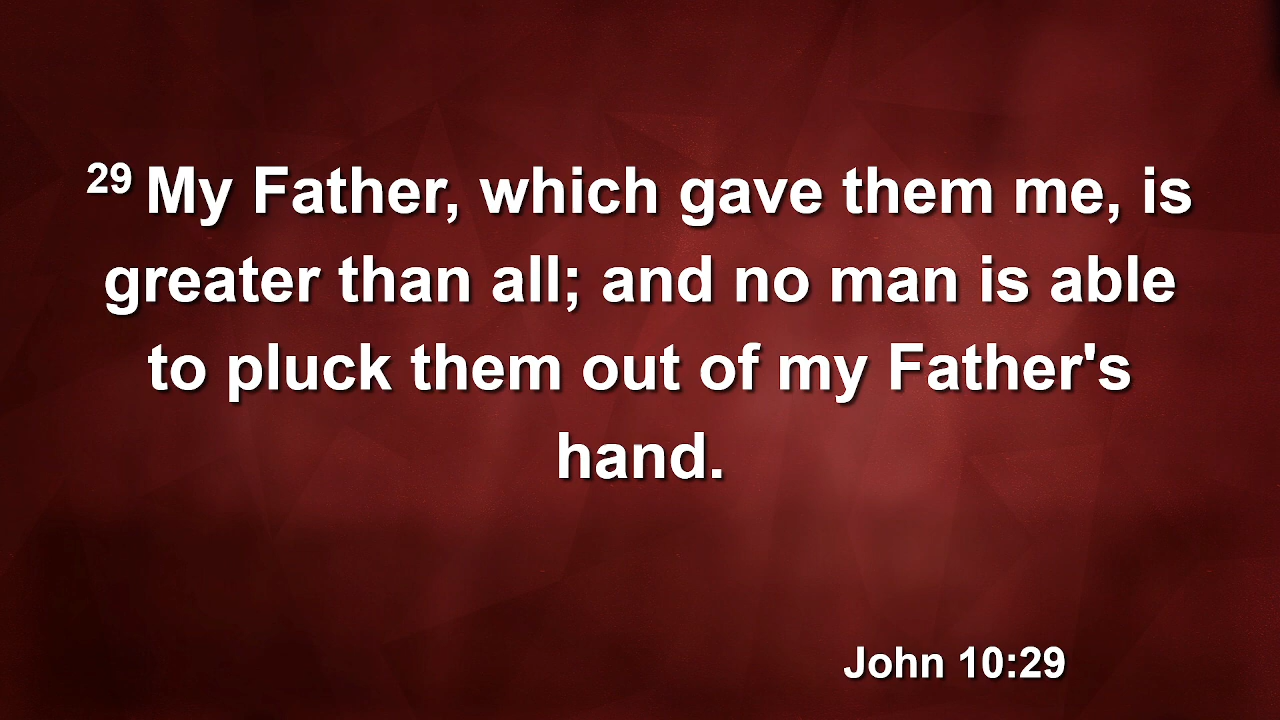 29 My Father, which gave them me, is
greater than all; and no man is able
to pluck them out of my Father's
hand.
John 10:29